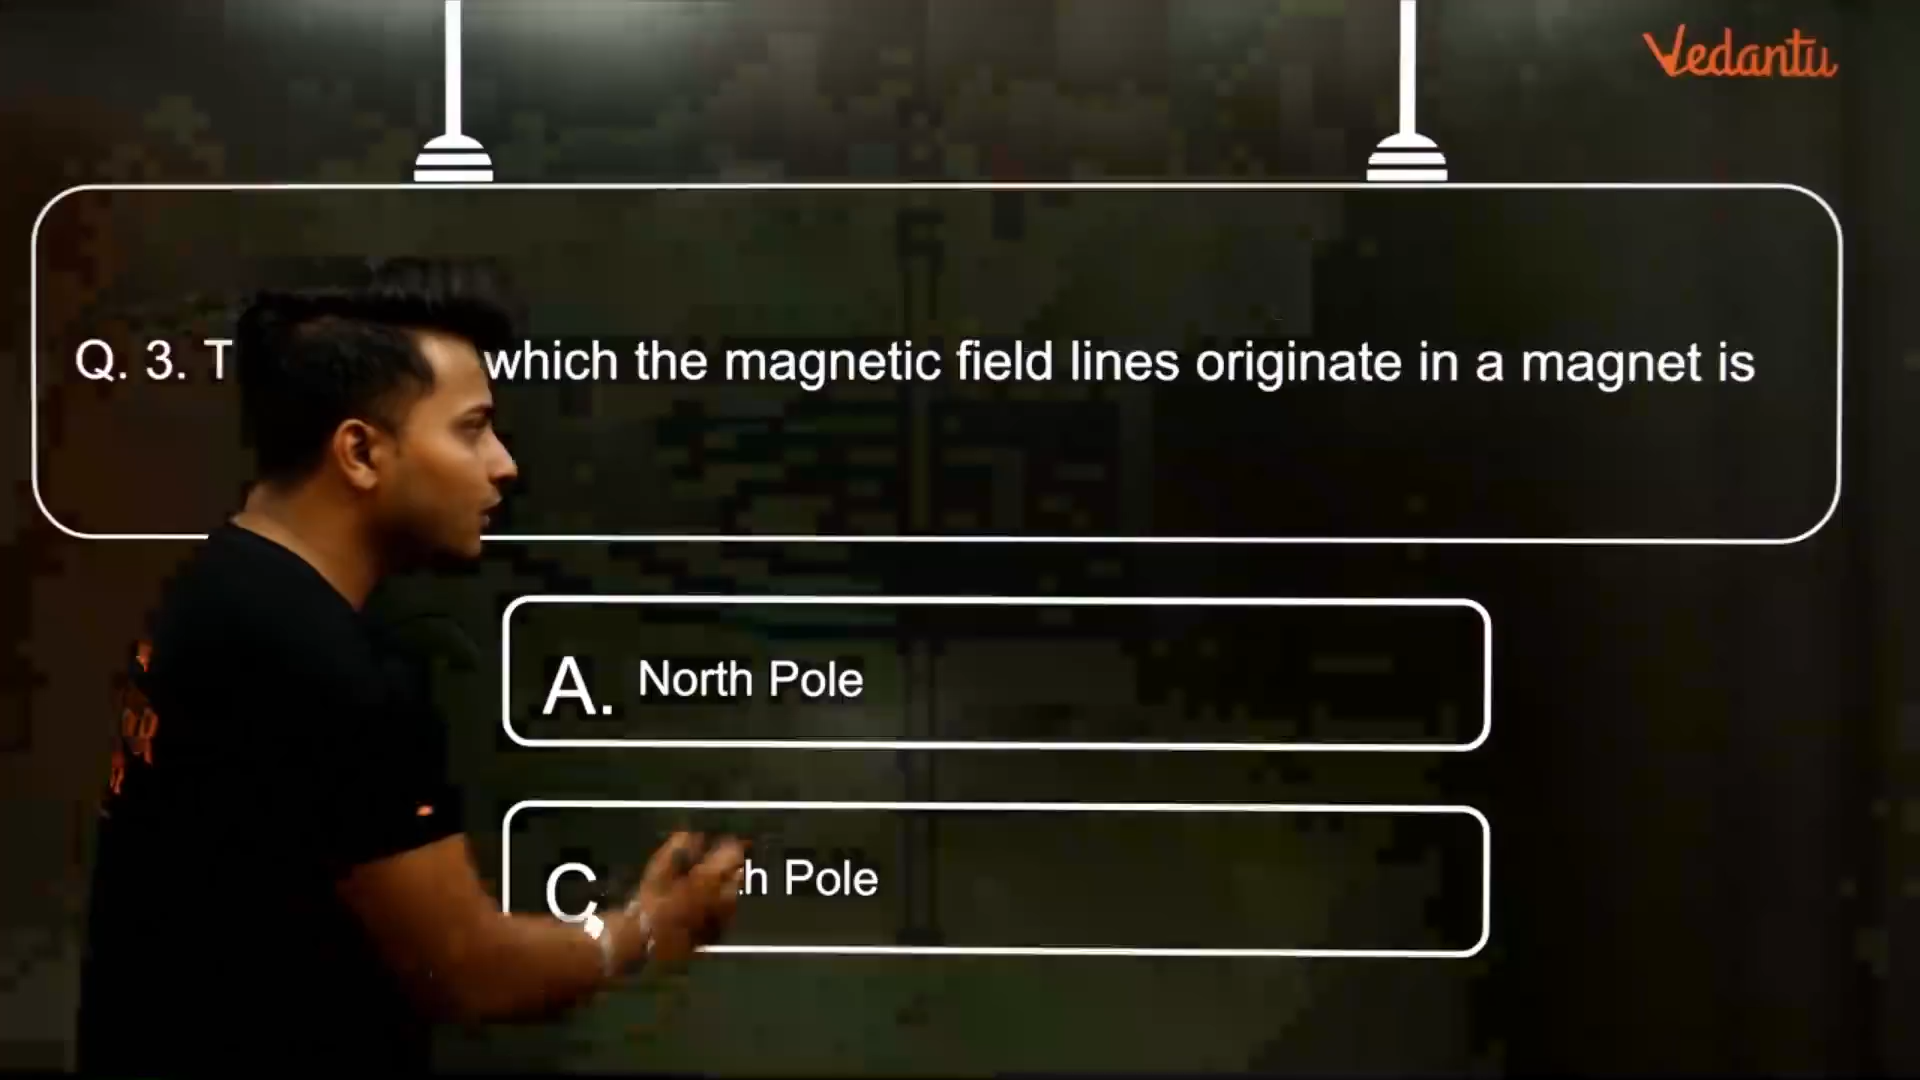 Vedantu
Q. 3. which the magnetic field lines originate in a magnet is
A. North Pole
C Pole